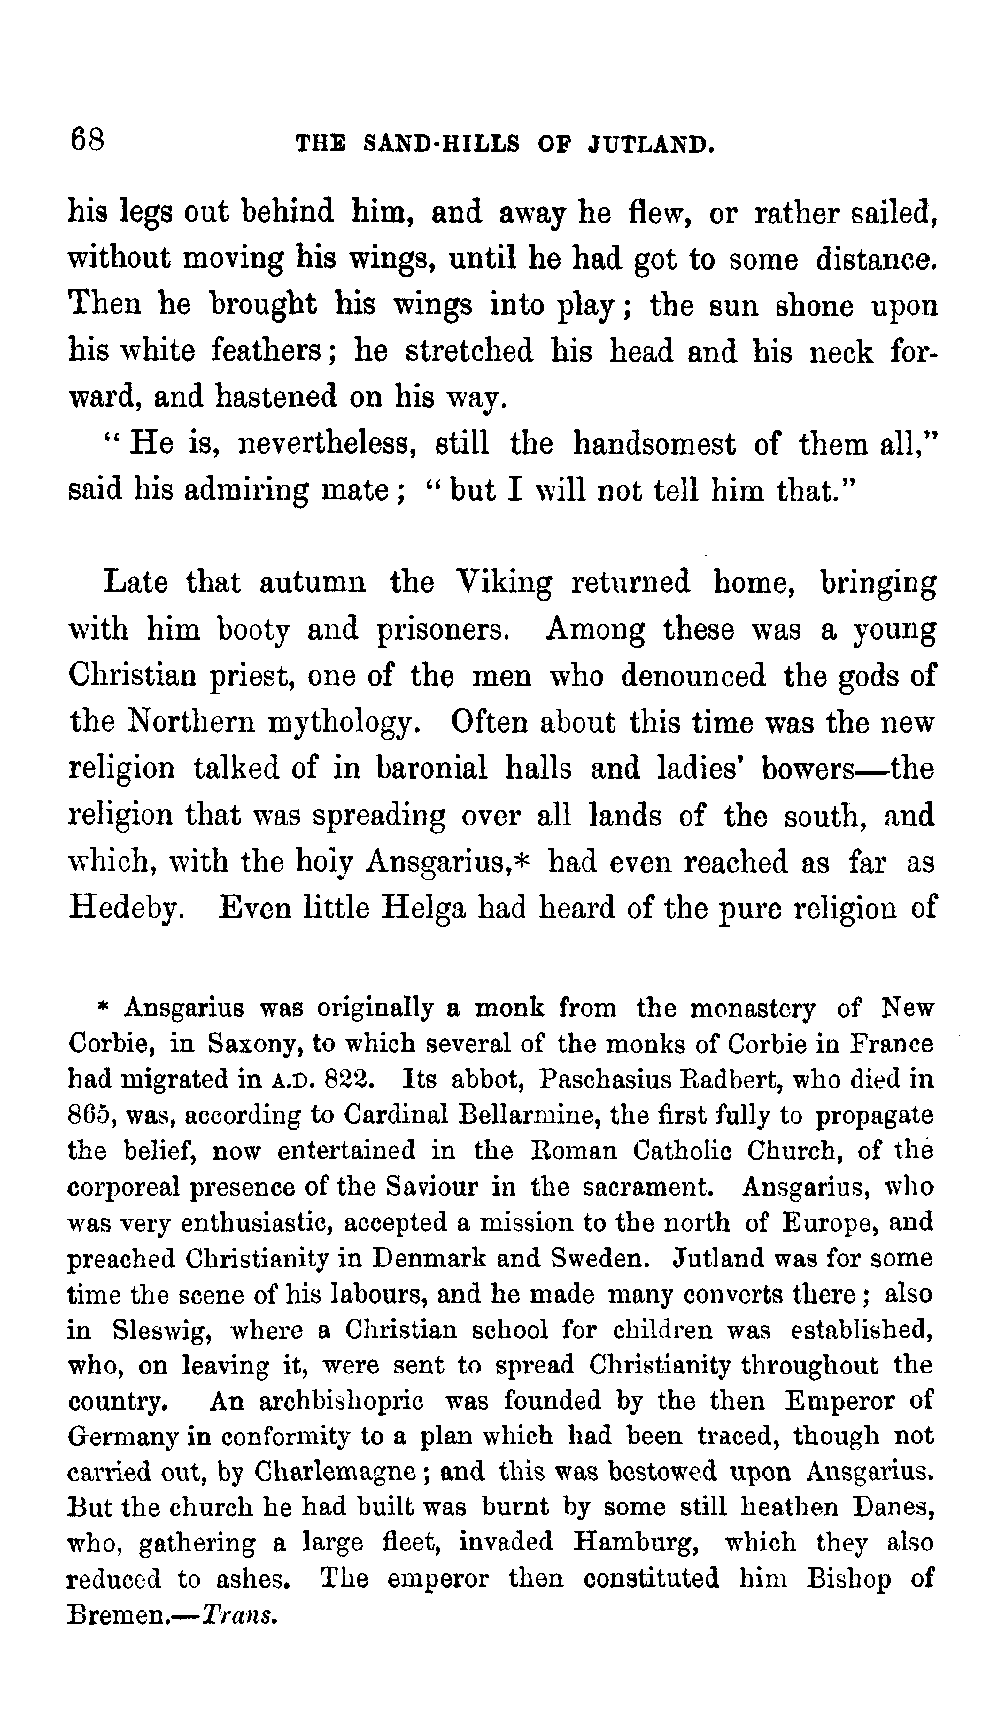 68 THE SAND-HILLS OF JUTLAND.
his legs out behind him, and away he flew, or rather sailed,
without moving his wings, until he had got to some distance.
Then he brought his wings into play; the sun shone upon
his white feathers; he stretched his head and his neck for-
ward, and hastened on his way.
"He is, nevertheless, still the handsomest of them all,"
said his admiring mate; "but I will not tell him that."
Late that autumn the Viking returned home, bringing
with him booty and prisoners. Among these was a young
Christian priest, one of the men who denounced the gods of
the Northern mythology. Often about this time was the new
religion talked of in baronial halls and ladies' bowers—the
religion that was spreading over all lands of the south, and
which, with the holy Ansgarius,* had even reached as far as
Hedeby. Even little Helga had heard of the pure religion of
* Ansgarius was originally a monk from the monastery of New
Corbie, in Saxony, to which several of the monks of Corbie in France
had migrated in A.D. 822. Its abbot, Paschasius Radbert, who died in
865, was, according to Cardinal Bellarmine, the first fully to propagate
the belief, now entertained in the Roman Catholic Church, of the
corporeal presence of the Saviour in the sacrament. Ansgarius, who
was very enthusiastic, accepted a mission to the north of Europe, and
preached Christianity in Denmark and Sweden. Jutland was for some
time the scene of his labours, and he made many converts there; also
in Sleswig, where a Christian school for children was established,
who, on leaving it, were sent to spread Christianity throughout the
country. An archbishopric was founded by the then Emperor of
Germany in conformity to a plan which had been traced, though not
carried out, by Charlemagne; and this was bestowed upon Ansgarius.
But the church he had built was burnt by some still heathen Danes,
who, gathering a large fleet, invaded Hamburg, which they also
reduced to ashes. The emperor then constituted him Bishop of
Bremen.—Trans.